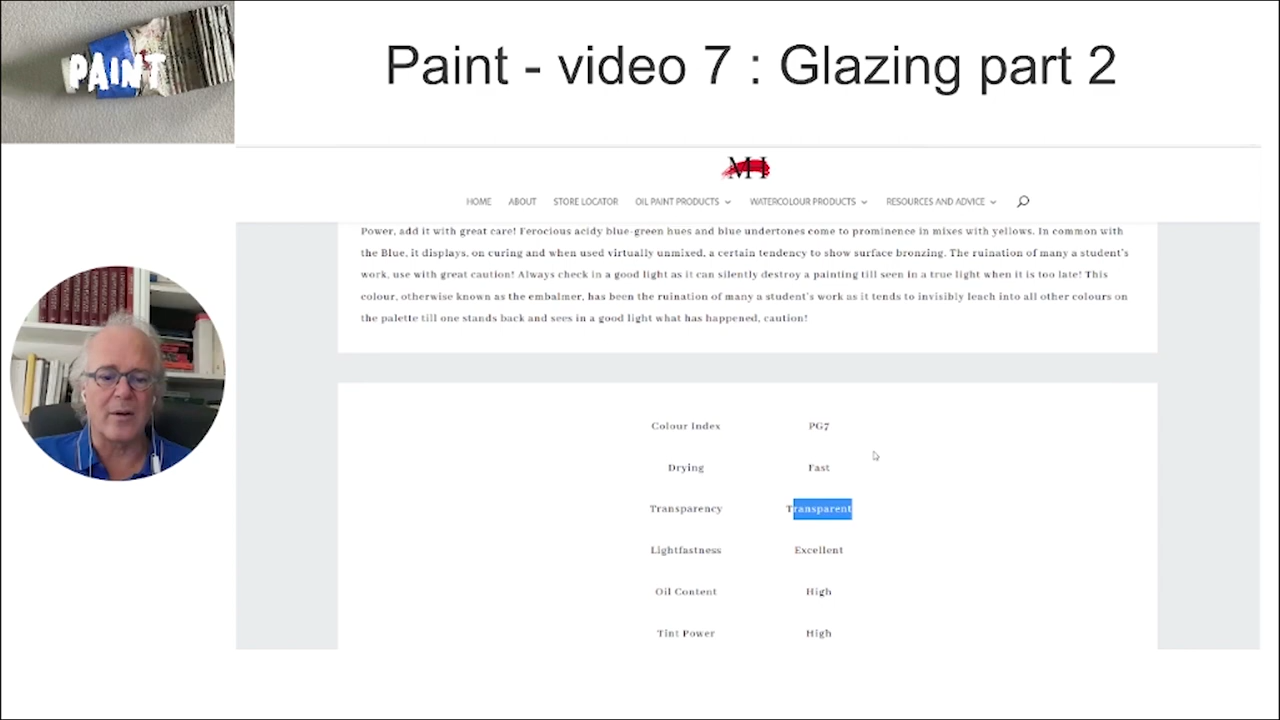 PAINT
Paint - video 7 : Glazing part 2
MH
HOME ABOUT STORE LOCATOR OIL PAINT PRODUCTS WATERCOLOUR PRODUCTS RESOURCES AND ADVICE
Power, add it with great care! Ferocious acidy blue-green hues and blue undertones come to prominence in mixes with yellows. In common with
the Blue, it displays, on curing and when used virtually unmixed, a certain tendency to show surface bronzing. The ruination of many a student's
work, use with great caution! Always check in a good light as it can silently destroy a painting till seen in a true light when it is too late! This
colour, otherwise known as the embalmer, has been the ruination of many a student's work as it tends to invisibly leach into all other colours on
the palette till one stands back and sees in a good light what has happened, caution!
Colour Index PG7
Drying Fast
Transparency Transparent
Lightfastness Excellent
Oil Content High
Tint Power High